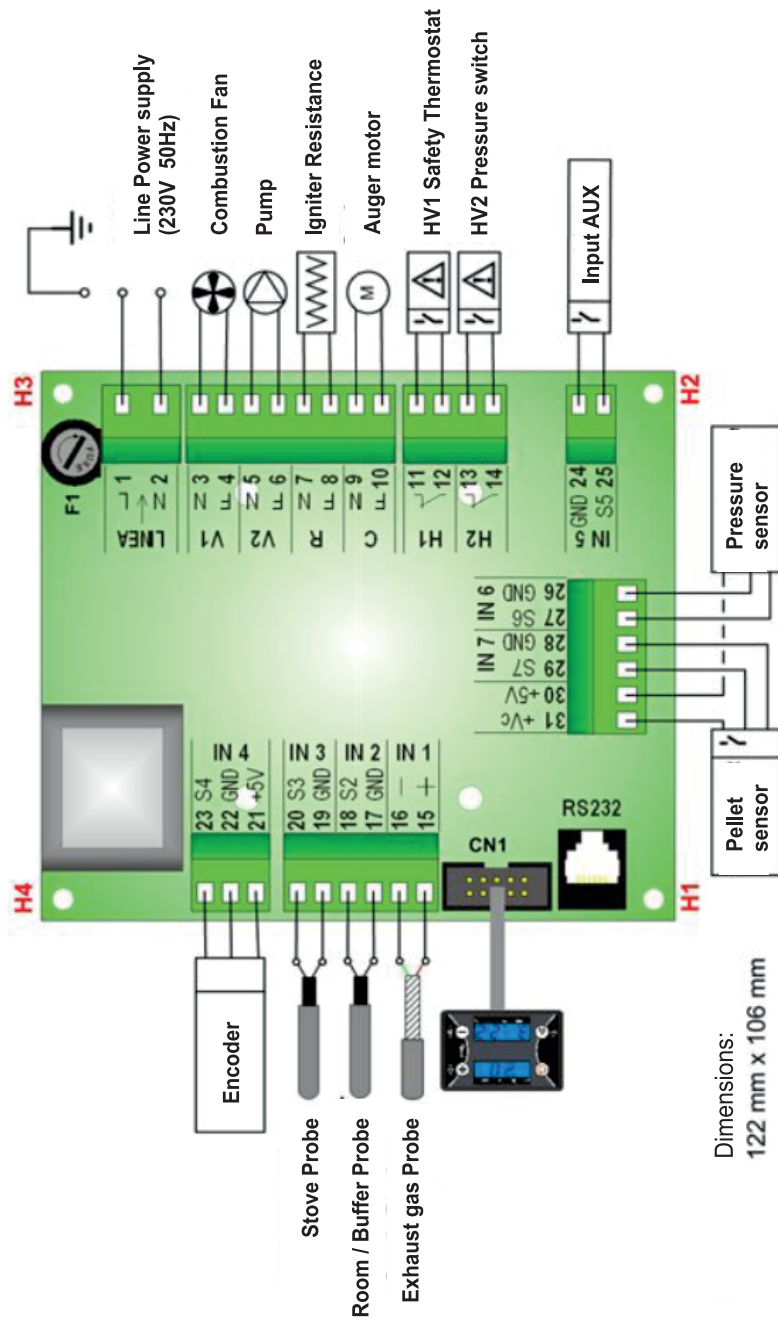 Line Power supply
(230V 50Hz)
Combustion Fan
Pump
Igniter Resistance
Auger motor
M
HV1 Safety Thermostat
HV2 Pressure switch
Input AUX
H3
H2
F1
FUSE
LINEA
L 1
N 2
V1
N 3
F 4
V2
N 5
F 6
R
N 7
F 8
C
N 9
F 10
H1
11
12
H2
13
14
IN 5
GND 24
S5 25
IN 6
26 GND
27 S6
IN 7
28 GND
29 S7
30 +5V
31 +Vc
Pressure
sensor
Pellet
sensor
IN 4
23 S4
22 GND
21 +5V
IN 3
20 S3
19 GND
IN 2
18 S2
17 GND
IN 1
16 –
15 +
CN1
RS232
H4
H1
Encoder
Stove Probe
Room / Buffer Probe
Exhaust gas Probe
Dimensions:
122 mm x 106 mm